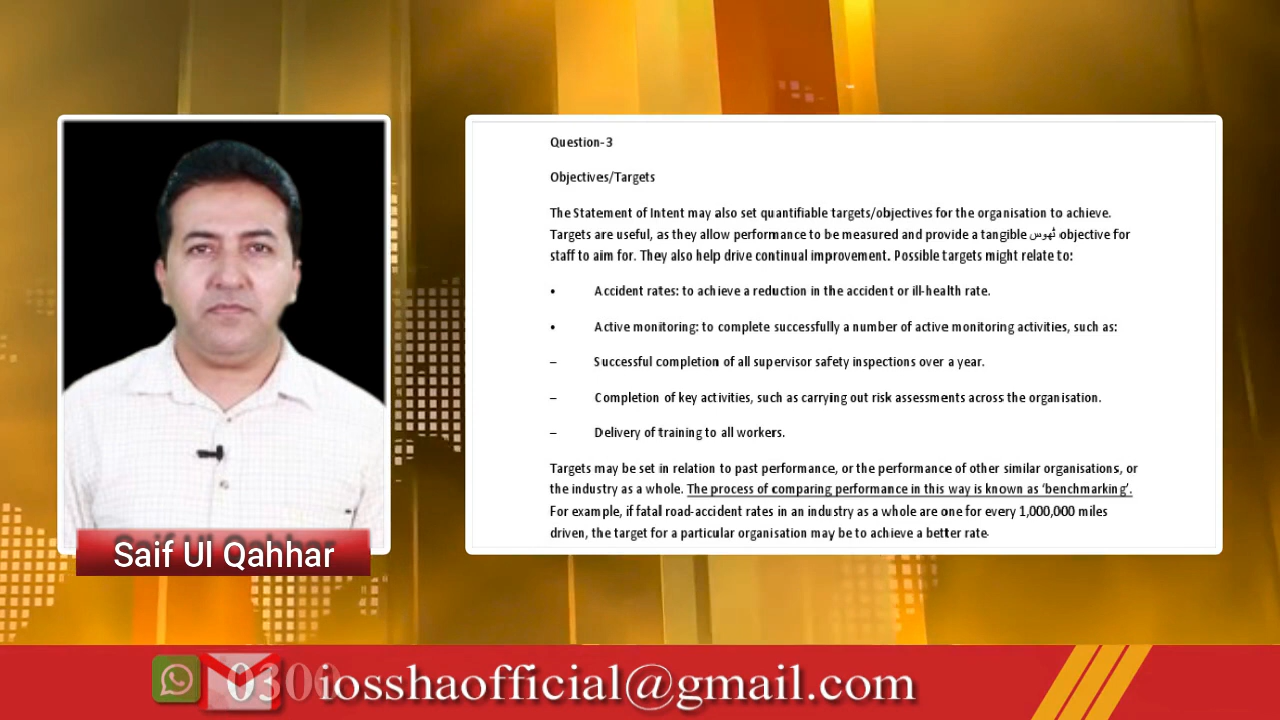 Question-3
Objectives/Targets
The Statement of Intent may also set quantifiable targets/objectives for the organisation to achieve.
Targets are useful, as they allow performance to be measured and provide a tangible ٹھوس objective for
staff to aim for. They also help drive continual improvement. Possible targets might relate to:
• Accident rates: to achieve a reduction in the accident or ill-health rate.
• Active monitoring: to complete successfully a number of active monitoring activities, such as:
– Successful completion of all supervisor safety inspections over a year.
– Completion of key activities, such as carrying out risk assessments across the organisation.
– Delivery of training to all workers.
Targets may be set in relation to past performance, or the performance of other similar organisations, or
the industry as a whole. The process of comparing performance in this way is known as ‘benchmarking’.
For example, if fatal road-accident rates in an industry as a whole are one for every 1,000,000 miles
driven, the target for a particular organisation may be to achieve a better rate.
Saif Ul Qahhar
iosshaofficial@gmail.com